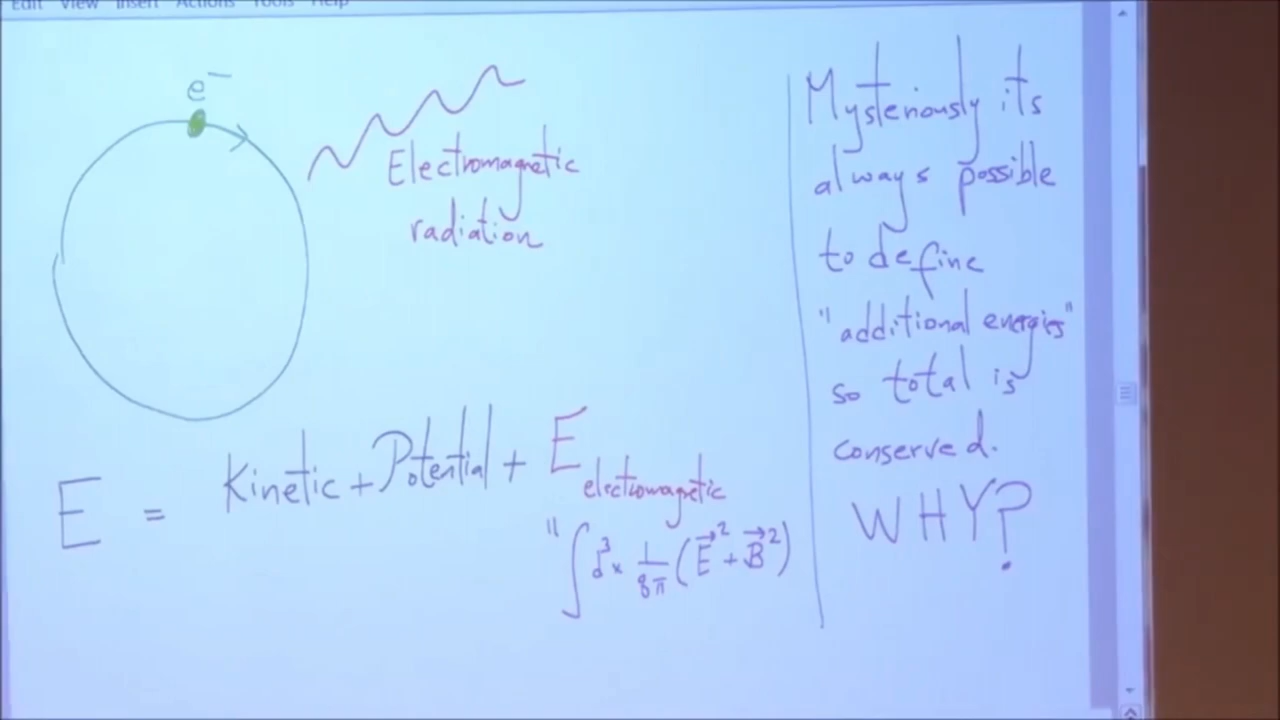 Edit View Insert Actions Tools Help
e⁻
Electromagnetic
radiation
E = Kinetic + Potential + E electromagnetic
" ∫d³x 1/8π (E⃗² + B⃗²)
Mysteriously its
always possible
to define
"additional energies"
so total is
conserved.
WHY?